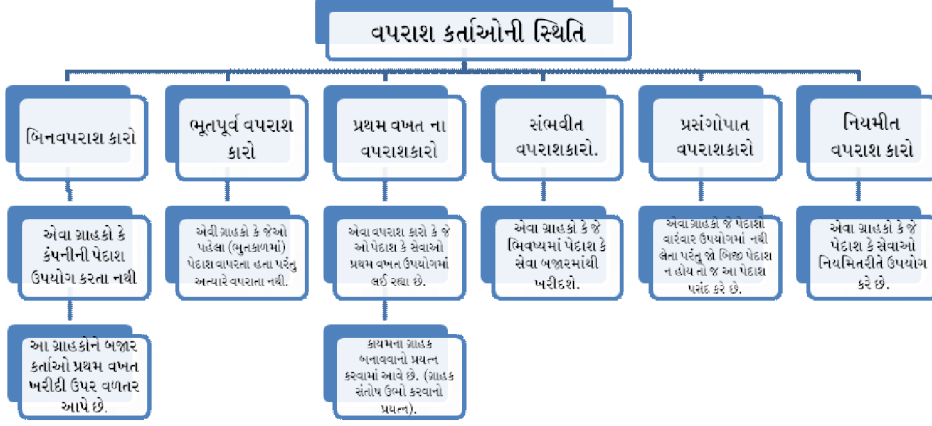 વપરાશ કર્તાઓની સ્થિતિ
બિનવપરાશ કારો
ભૂતપૂર્વ વપરાશ
કારો
પ્રથમ વખત ના
વપરાશકારો
સંભવીત
વપરાશકારો.
પ્રસંગોપાત
વપરાશકારો
નિયમીત
વપરાશ કારો
એવા ગ્રાહકો કે
કંપનીની પેદાશ
ઉપયોગ કરતા નથી
એવી ગ્રાહકો કે જેઓ
પહેલા (ભુતકાળમાં)
પેદાશ વાપરતા હતા પરંતુ
અત્યારે વપરાતા નથી.
એવા વપરાશ કારો કે જે
ઓ પેદાશ કે સેવાઓ
પ્રથમ વખત ઉપયોગમાં
લઈ રહ્યા છે.
એવા ગ્રાહકો કે જે
ભિવષ્યમાં પેદાશ કે
સેવા બજારમાંથી
ખરીદશે.
એવા ગ્રાહકો જે પેદાશો
વારંવાર ઉપયોગમાં નથી
લેતા પરંતુ જો બિજી પેદાશ
ન હોય તો જ આ પેદાશ
પસંદ કરે છે.
એવા ગ્રાહકો કે જે
પેદાશ કે સેવાઓ
નિયમિતરીતે ઉપયોગ
કરે છે.
આ ગ્રાહકોને બજાર
કર્તાઓ પ્રથમ વખત
ખરીદી ઉપર વળતર
આપે છે.
કાયમના ગ્રાહક
બનાવવાનો પ્રયત્ન
કરવામાં આવે છે. (ગ્રાહક
સંતોષ ઉભો કરવાનો
પ્રયત્ન).